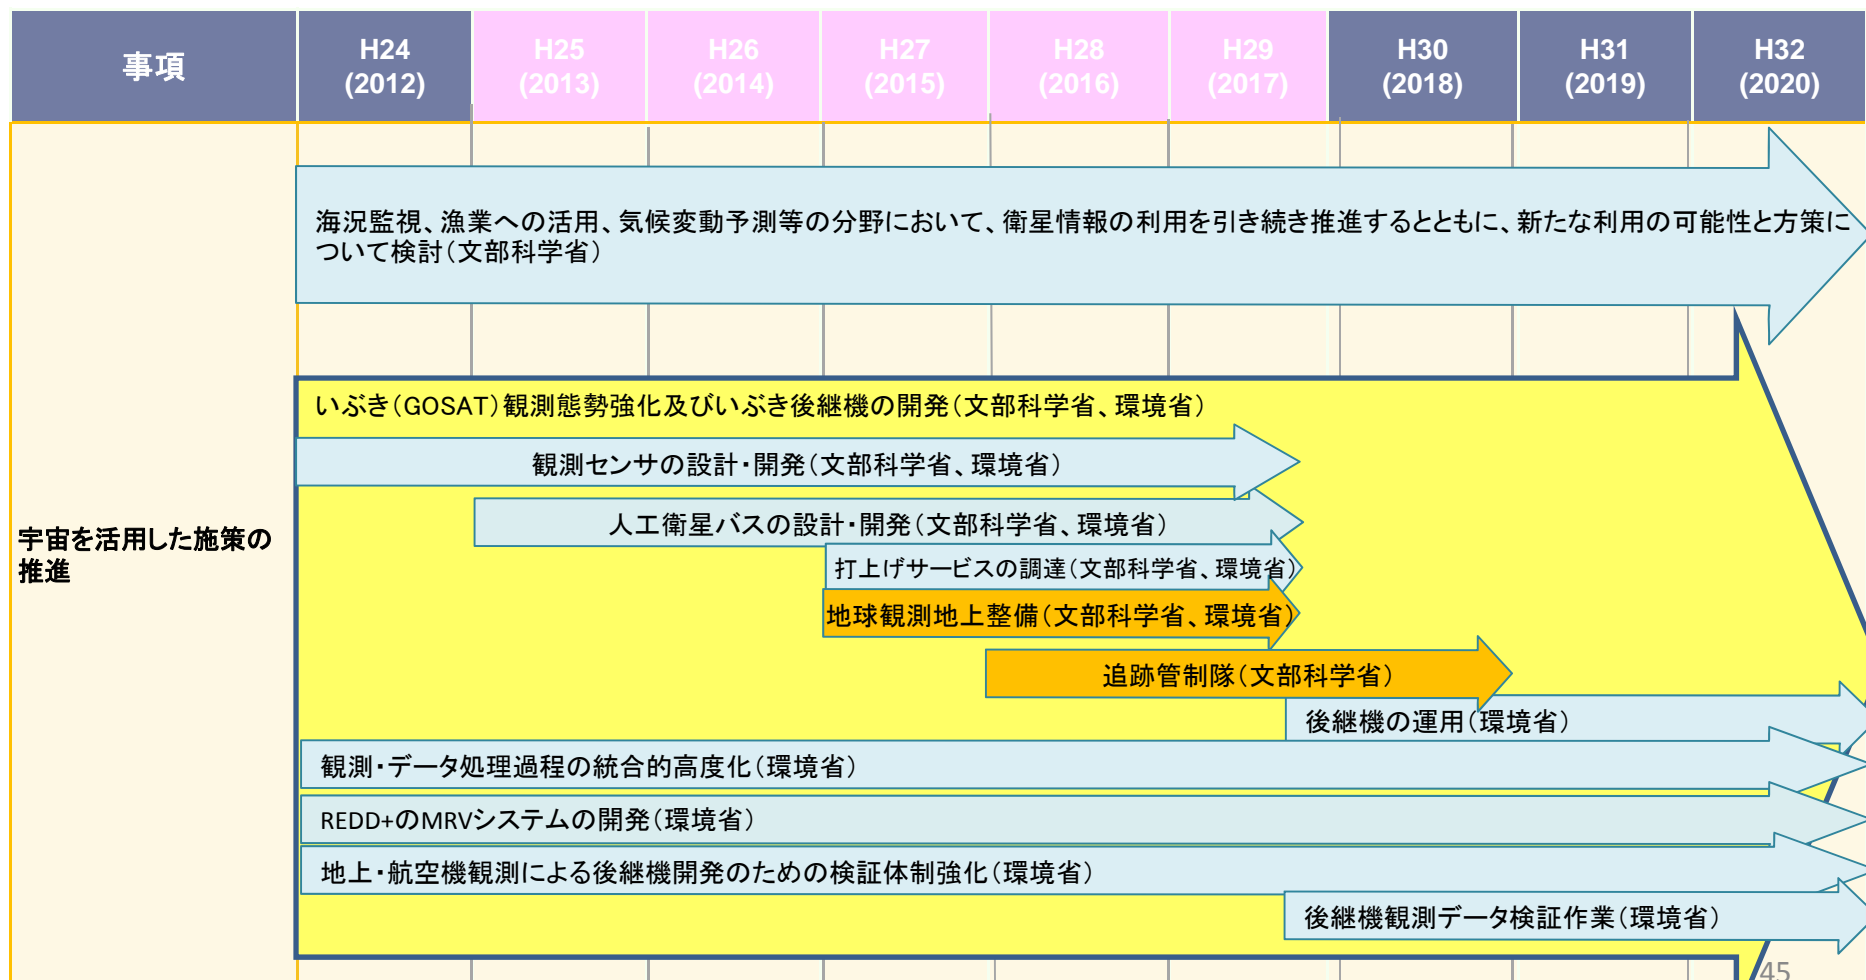 事項
H24
(2012)
H25
(2013)
H26
(2014)
H27
(2015)
H28
(2016)
H29
(2017)
H30
(2018)
H31
(2019)
H32
(2020)
宇宙を活用した施策の
推進
海況監視、漁業への活用、気候変動予測等の分野において、衛星情報の利用を引き続き推進するとともに、新たな利用の可能性と方策に
ついて検討（文部科学省）
いぶき（GOSAT）観測態勢強化及びいぶき後継機の開発（文部科学省、環境省）
観測センサの設計・開発（文部科学省、環境省）
人工衛星バスの設計・開発（文部科学省、環境省）
打上げサービスの調達（文部科学省、環境省）
地球観測地上整備（文部科学省、環境省）
追跡管制隊（文部科学省）
後継機の運用（環境省）
観測・データ処理過程の統合的高度化（環境省）
REDD+のMRVシステムの開発（環境省）
地上・航空機観測による後継機開発のための検証体制強化（環境省）
後継機観測データ検証作業（環境省）
45